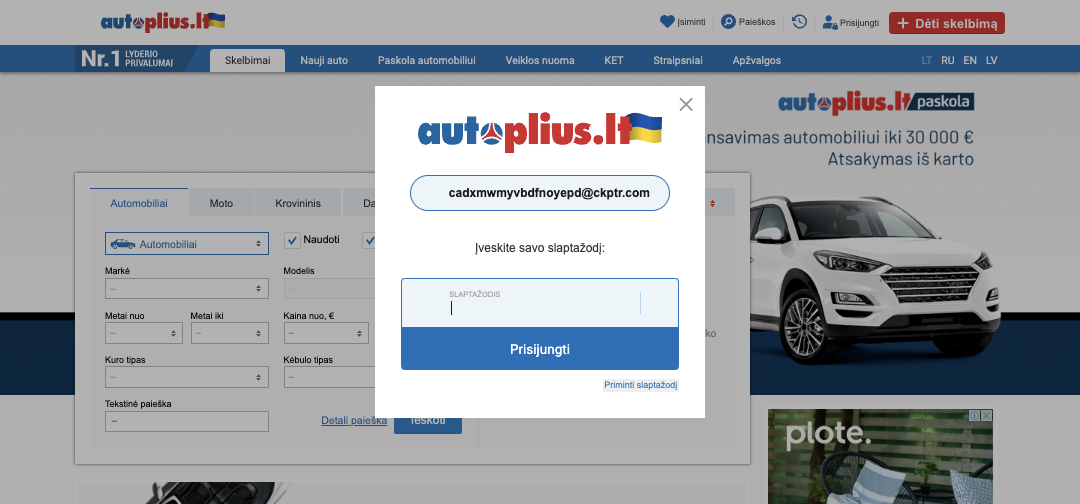 autoplius.lt
Įsiminti
Paieškos
Prisijungti
+ Dėti skelbimą
Nr.1 LYDERIO
PRIVALUMAI
Skelbimai
Nauji auto
Paskola automobiliui
Veiklos nuoma
KET
Straipsniai
Apžvalgos
LT RU EN LV
autoplius.lt
cadxmwmyvbdfnoyepd@ckptr.com
Įveskite savo slaptažodį:
SLAPTAŽODIS
Prisijungti
Priminti slaptažodį
autoplius.lt paskola
nsavimas automobiliui iki 30 000 €
Atsakymas iš karto
Automobiliai
Moto
Krovininis
Da
Automobiliai
Naudoti
Markė
Modelis
–
–
Metai nuo
Metai iki
Kaina nuo, €
–
–
–
ko
Kuro tipas
Kėbulo tipas
–
–
Tekstinė paieška
–
Detali paieška
Ieškoti
plote.